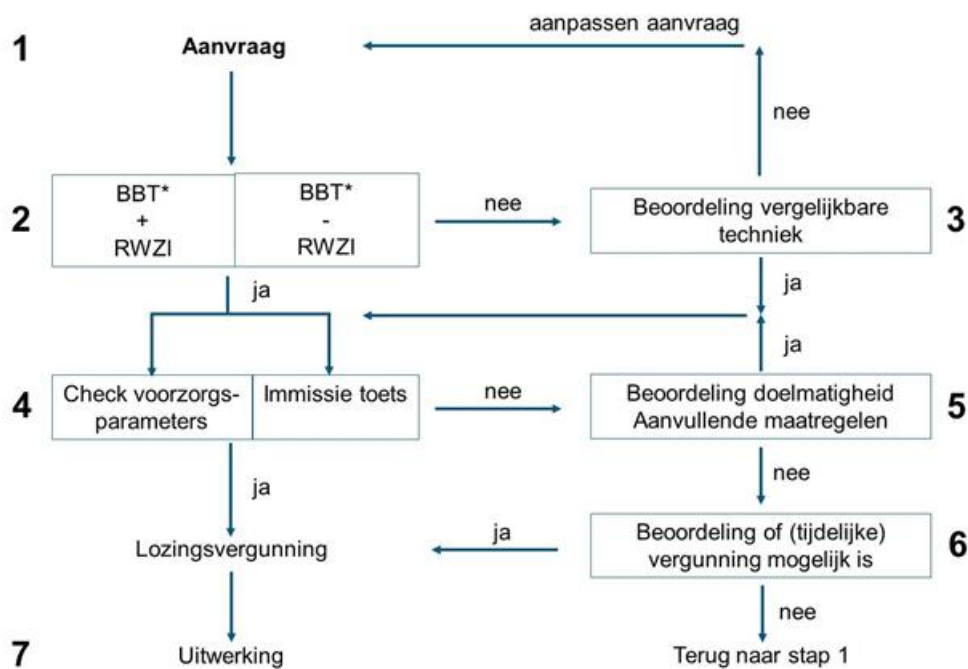 aanpassen aanvraag
1
Aanvraag
nee
2
BBT*
+
RWZI
BBT*
-
RWZI
nee
Beoordeling vergelijkbare
techniek
3
ja
ja
ja
4
Check voorzorgs-
parameters
Immissie toets
nee
Beoordeling doelmatigheid
Aanvullende maatregelen
5
ja
nee
Lozingsvergunning
ja
Beoordeling of (tijdelijke)
vergunning mogelijk is
6
nee
7
Uitwerking
Terug naar stap 1